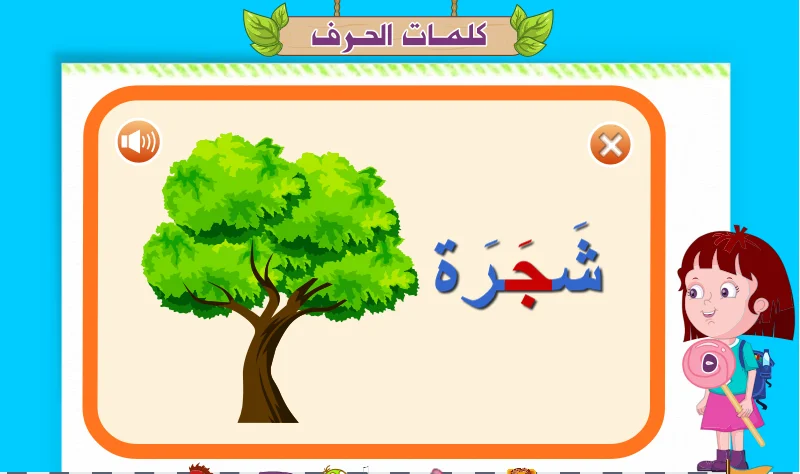 كلمات الحرف
شَجَرَة
ه